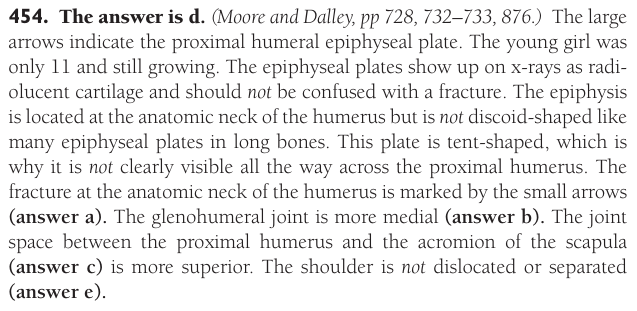 454. The answer is d. (Moore and Dalley, pp 728, 732–733, 876.) The large
arrows indicate the proximal humeral epiphyseal plate. The young girl was
only 11 and still growing. The epiphyseal plates show up on x-rays as radi-
olucent cartilage and should not be confused with a fracture. The epiphysis
is located at the anatomic neck of the humerus but is not discoid-shaped like
many epiphyseal plates in long bones. This plate is tent-shaped, which is
why it is not clearly visible all the way across the proximal humerus. The
fracture at the anatomic neck of the humerus is marked by the small arrows
(answer a). The glenohumeral joint is more medial (answer b). The joint
space between the proximal humerus and the acromion of the scapula
(answer c) is more superior. The shoulder is not dislocated or separated
(answer e).